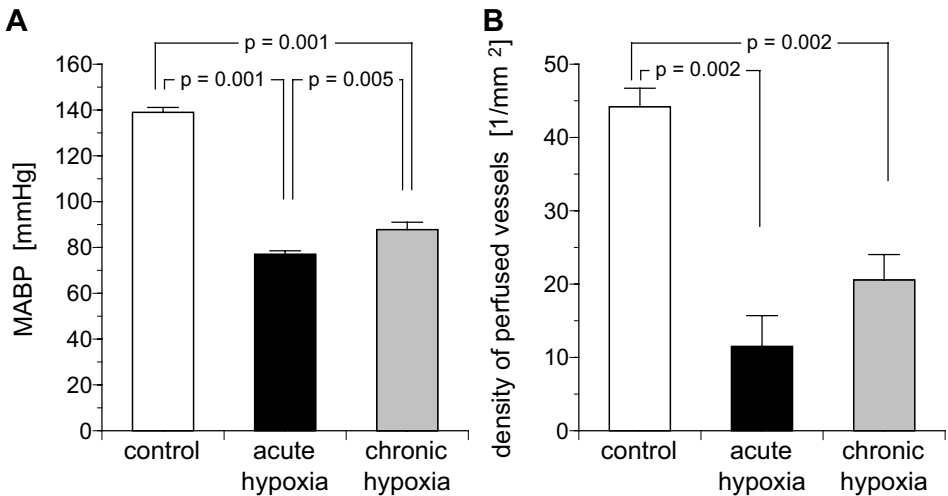 A
p = 0.001
p = 0.001
p = 0.005
160
140
120
100
80
60
40
20
0
MABP [mmHg]
control
acute
hypoxia
chronic
hypoxia
B
p = 0.002
p = 0.002
50
40
30
20
10
0
density of perfused vessels [1/mm 2]
control
acute
hypoxia
chronic
hypoxia